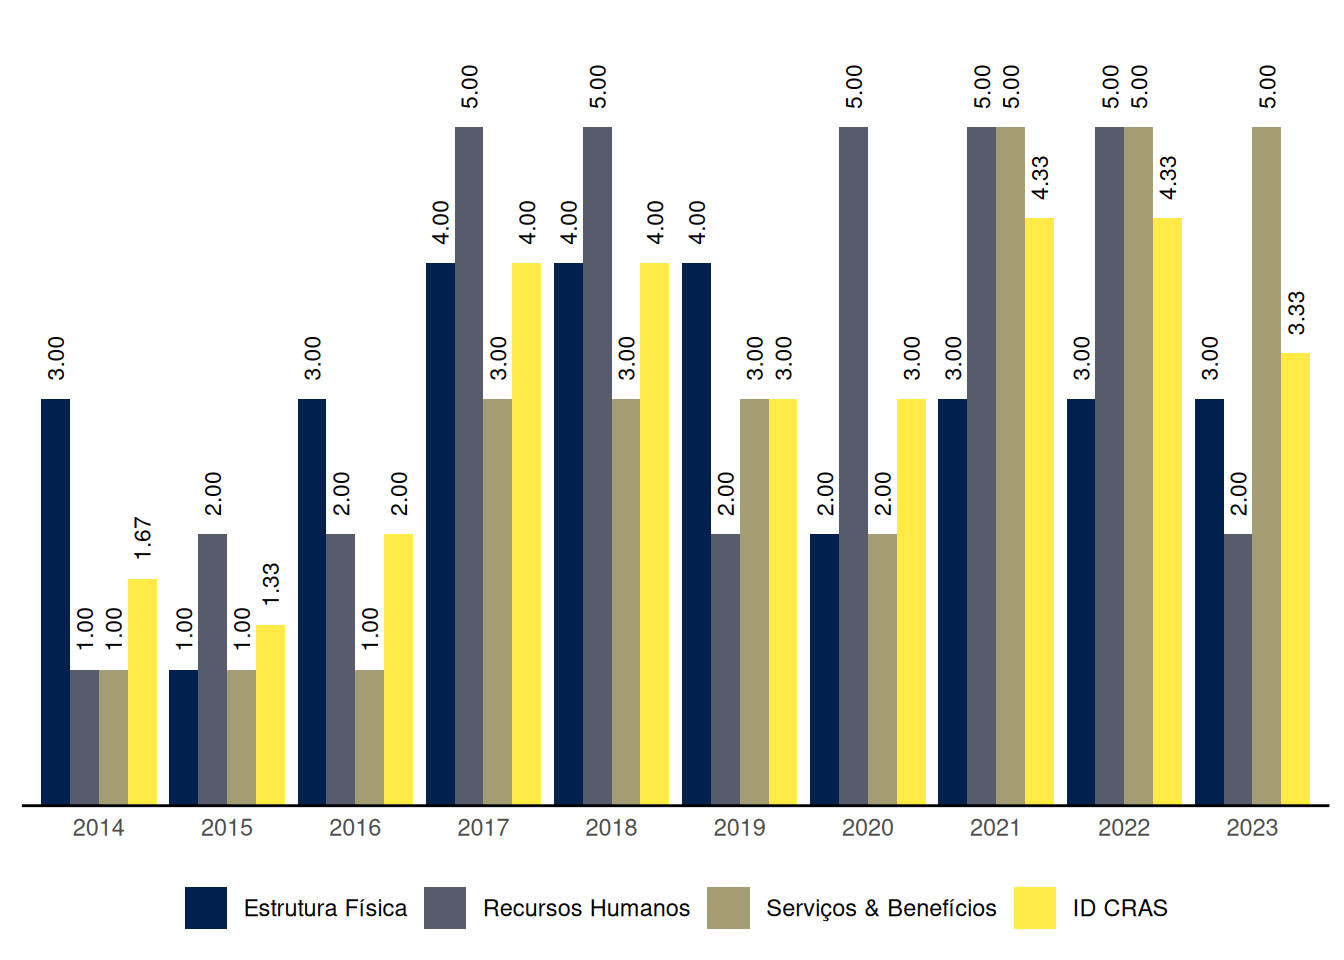 3.00 1.00 1.00 1.67
1.00 2.00 1.00 1.33
3.00 2.00 1.00 2.00
4.00 5.00 3.00 4.00
4.00 5.00 3.00 4.00
4.00 2.00 3.00 3.00
2.00 5.00 2.00 3.00
3.00 5.00 5.00 4.33
3.00 5.00 5.00 4.33
3.00 2.00 5.00 3.33
2014 2015 2016 2017 2018 2019 2020 2021 2022 2023
Estrutura Física Recursos Humanos Serviços & Benefícios ID CRAS